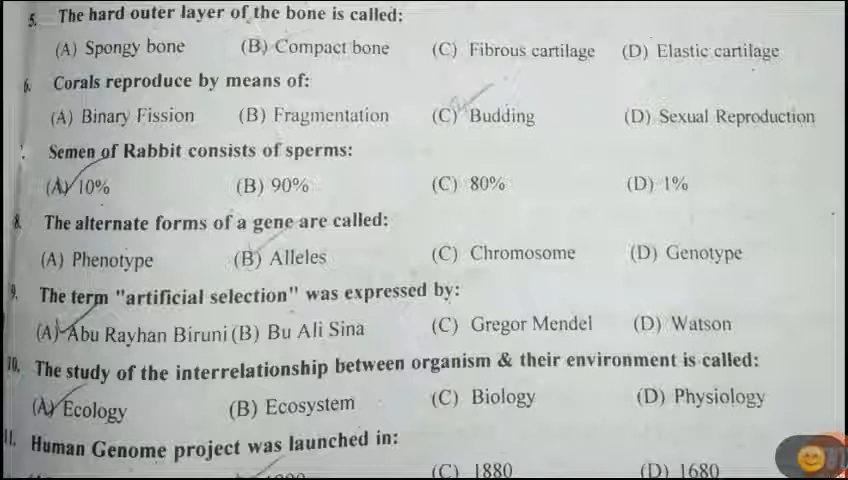 5. The hard outer layer of the bone is called:
(A) Spongy bone (B) Compact bone (C) Fibrous cartilage (D) Elastic cartilage
6. Corals reproduce by means of:
(A) Binary Fission (B) Fragmentation (C) Budding (D) Sexual Reproduction
Semen of Rabbit consists of sperms:
(A) 10% (B) 90% (C) 80% (D) 1%
8. The alternate forms of a gene are called:
(A) Phenotype (B) Alleles (C) Chromosome (D) Genotype
9. The term "artificial selection" was expressed by:
(A) Abu Rayhan Biruni (B) Bu Ali Sina (C) Gregor Mendel (D) Watson
10. The study of the interrelationship between organism & their environment is called:
(A) Ecology (B) Ecosystem (C) Biology (D) Physiology
11. Human Genome project was launched in:
(C) 1880 (D) 1680